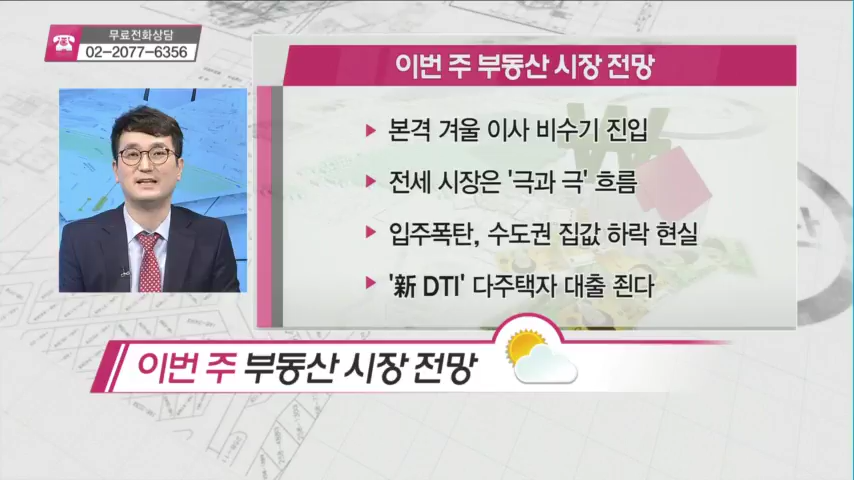 무료전화상담
02-2077-6356
이번 주 부동산 시장 전망
본격 겨울 이사 비수기 진입
전세 시장은 '극과 극' 흐름
입주폭탄, 수도권 집값 하락 현실
'新 DTI' 다주택자 대출 죈다
이번 주 부동산 시장 전망